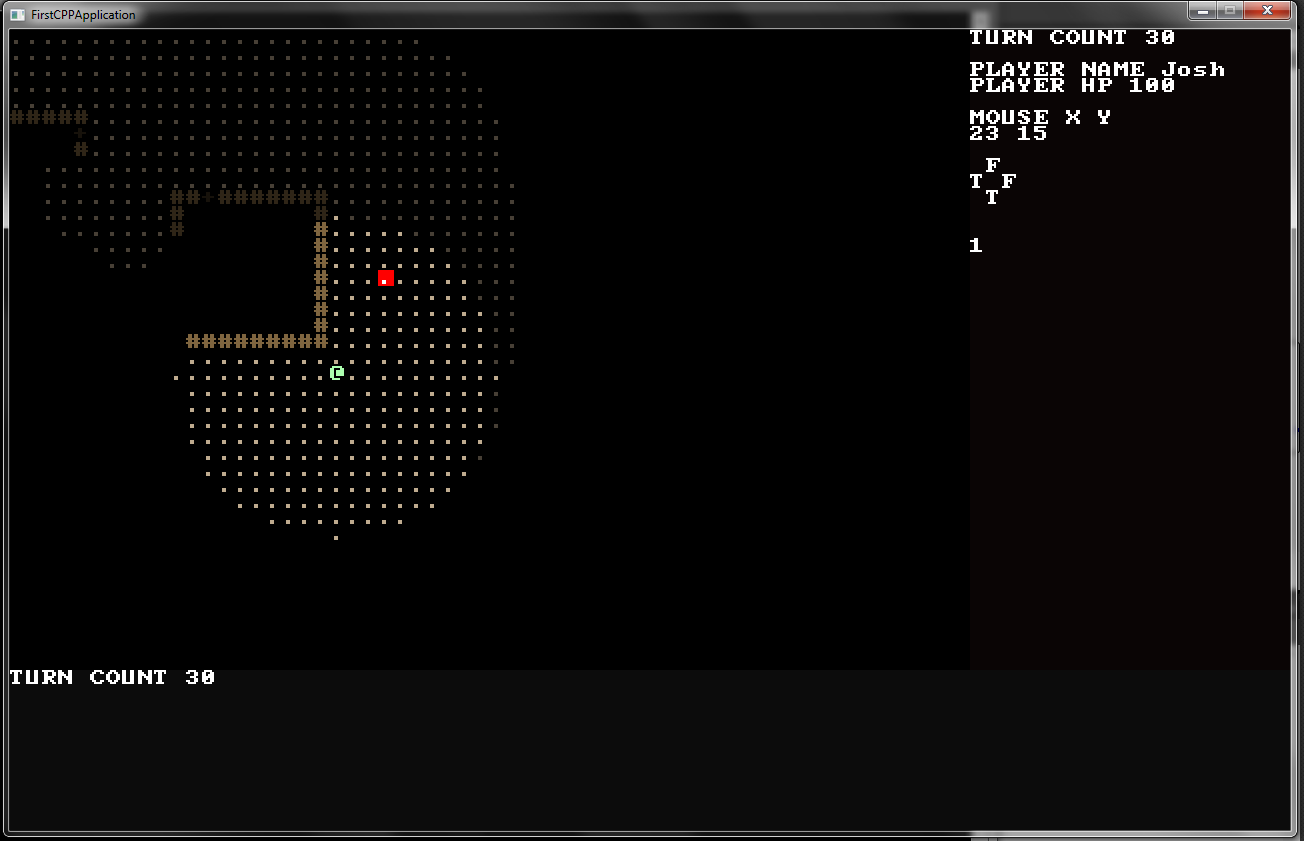 FirstCPPApplication
TURN COUNT 30
PLAYER NAME Josh
PLAYER HP 100
MOUSE X Y
23 15
F
T F
T
1
TURN COUNT 30